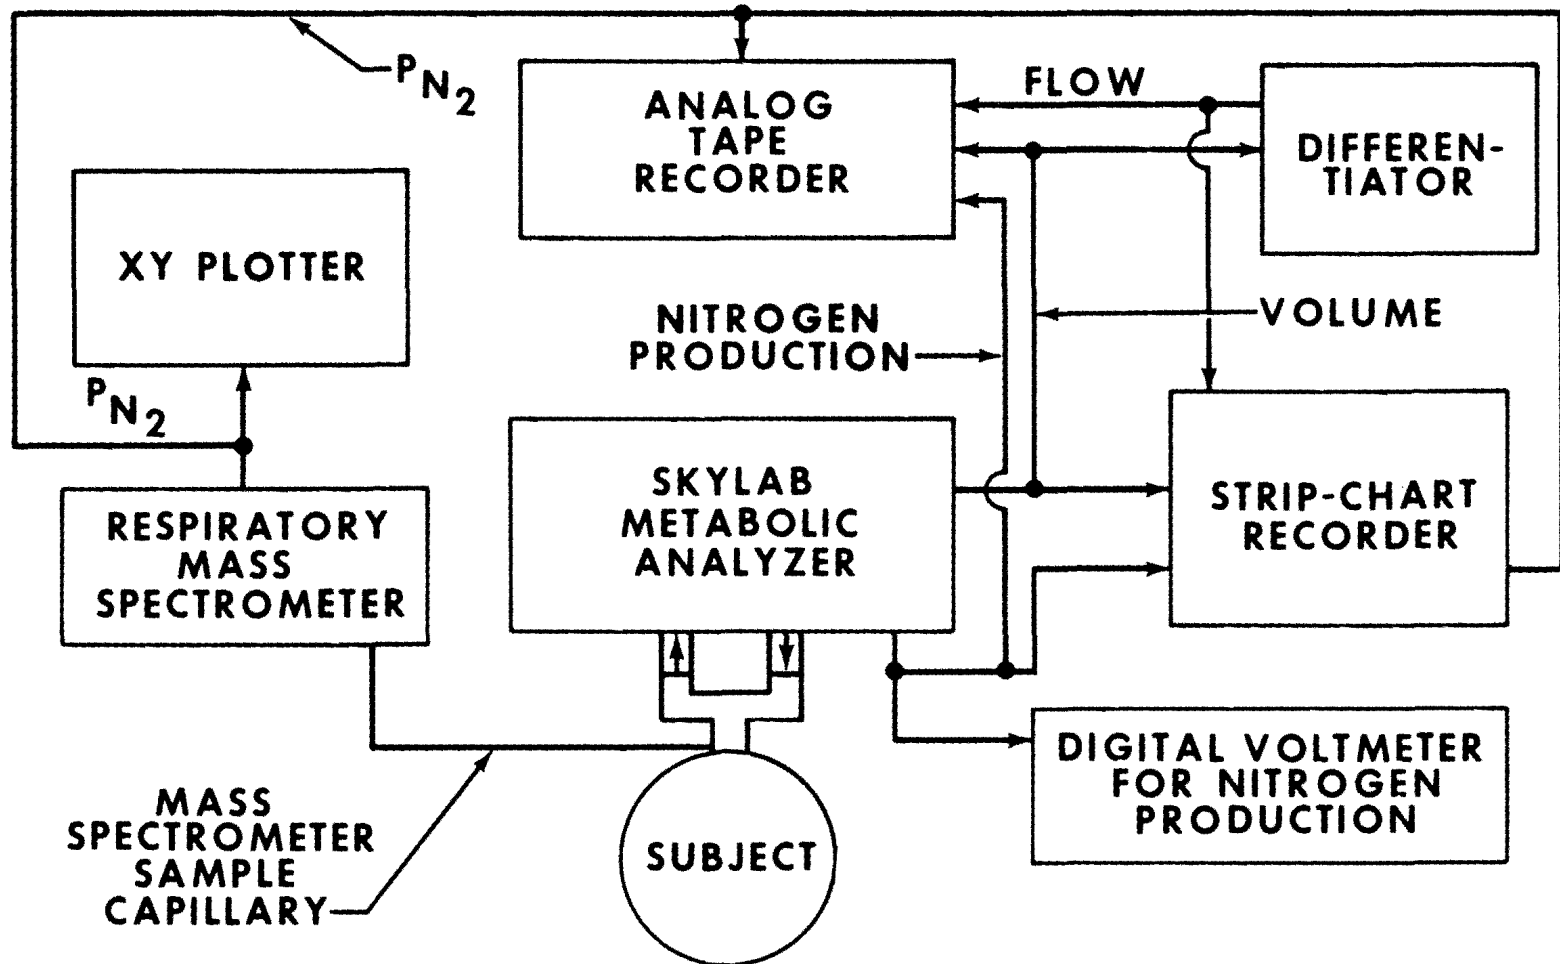 P N2
ANALOG
TAPE
RECORDER
FLOW
DIFFEREN-
TIATOR
XY PLOTTER
P N2
NITROGEN
PRODUCTION
VOLUME
RESPIRATORY
MASS
SPECTROMETER
SKYLAB
METABOLIC
ANALYZER
STRIP-CHART
RECORDER
MASS
SPECTROMETER
SAMPLE
CAPILLARY
SUBJECT
DIGITAL VOLTMETER
FOR NITROGEN
PRODUCTION